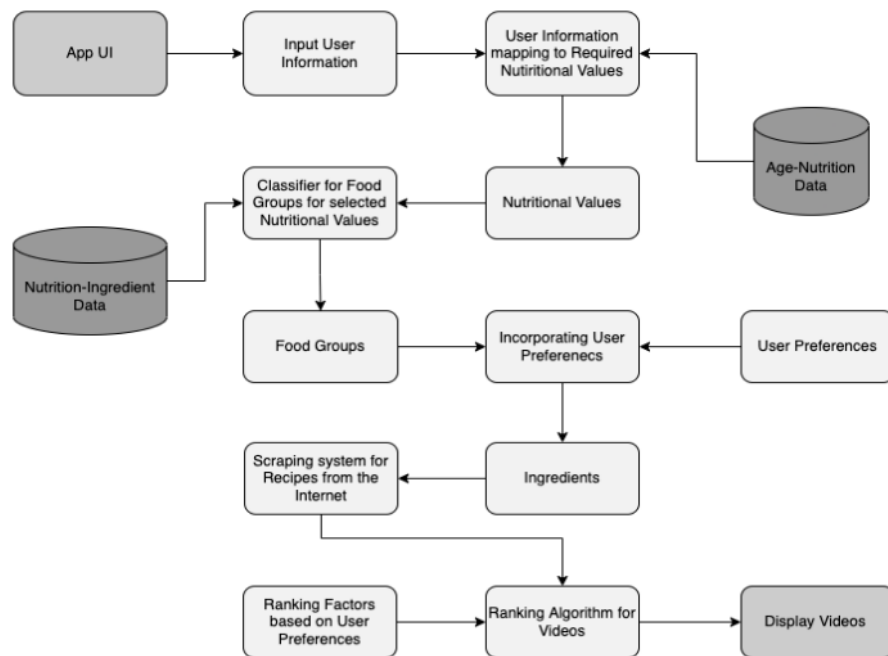 App UI
Input User
Information
User Information
mapping to Required
Nutiritional Values
Age-Nutrition
Data
Classifier for Food
Groups for selected
Nutritional Values
Nutritional Values
Nutrition-Ingredient
Data
Food Groups
Incorporating User
Preferenecs
User Preferences
Scraping system for
Recipes from the
Internet
Ingredients
Ranking Factors
based on User
Preferences
Ranking Algorithm for
Videos
Display Videos